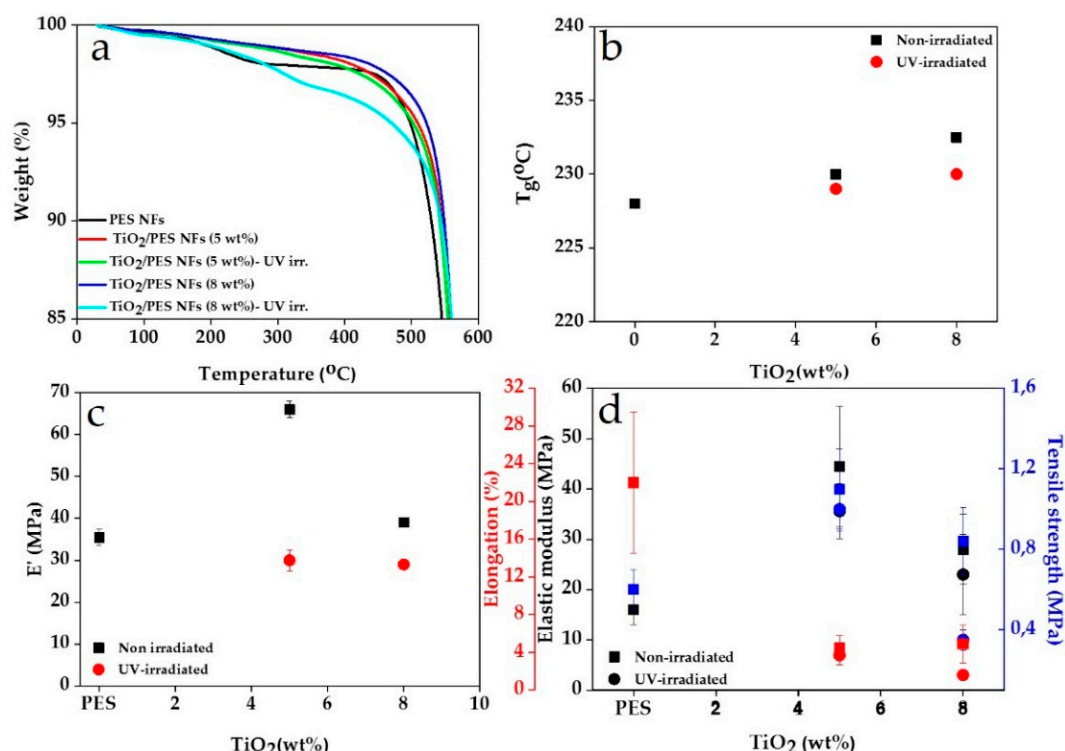 a
100
95
90
85
Weight (%)
PES NFs
TiO2/PES NFs (5 wt%)
TiO2/PES NFs (5 wt%)- UV irr.
TiO2/PES NFs (8 wt%)
TiO2/PES NFs (8 wt%)- UV irr.
0 100 200 300 400 500 600
Temperature (°C)
b
240
235
230
225
220
Tg(°C)
Non-irradiated
UV-irradiated
0 2 4 6 8
TiO2(wt%)
c
70
60
50
40
30
20
10
0
E' (MPa)
Non irradiated
UV-irradiated
PES 2 4 6 8 10
TiO2(wt%)
32
28
24
20
16
12
8
4
0
Elongation (%)
d
60
50
40
30
20
10
0
Elastic modulus (MPa)
Non-irradiated
UV-irradiated
PES 2 4 6 8
TiO2 (wt%)
1,6
1,2
0,8
0,4
Tensile strength (MPa)